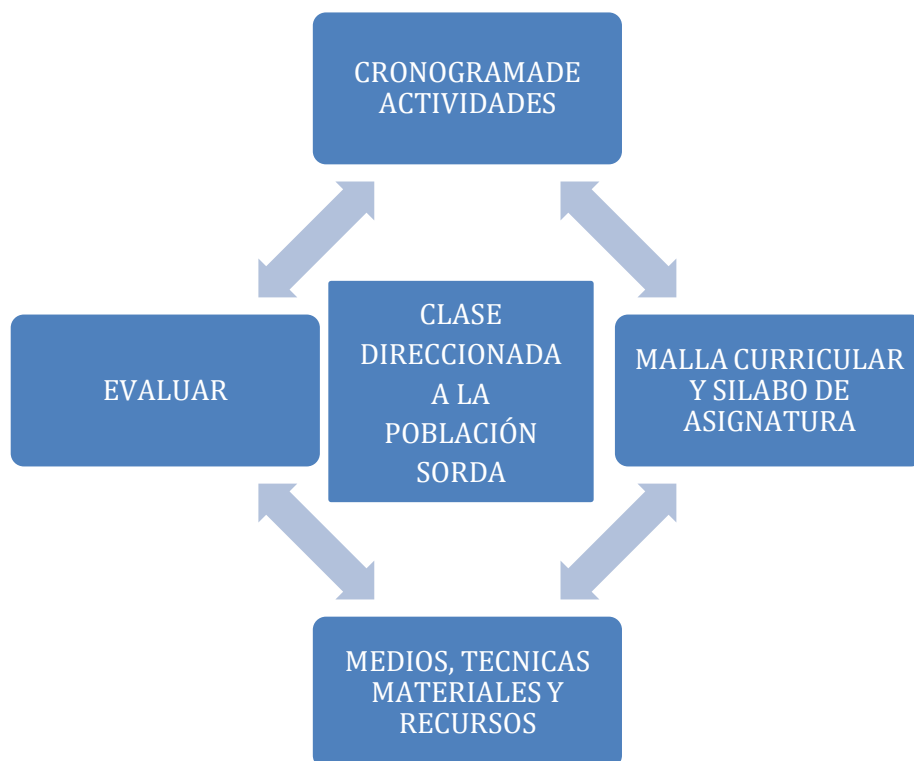 CRONOGRAMADE
ACTIVIDADES
EVALUAR
CLASE
DIRECCIONADA
A LA
POBLACIÓN
SORDA
MALLA CURRICULAR
Y SILABO DE
ASIGNATURA
MEDIOS, TECNICAS
MATERIALES Y
RECURSOS